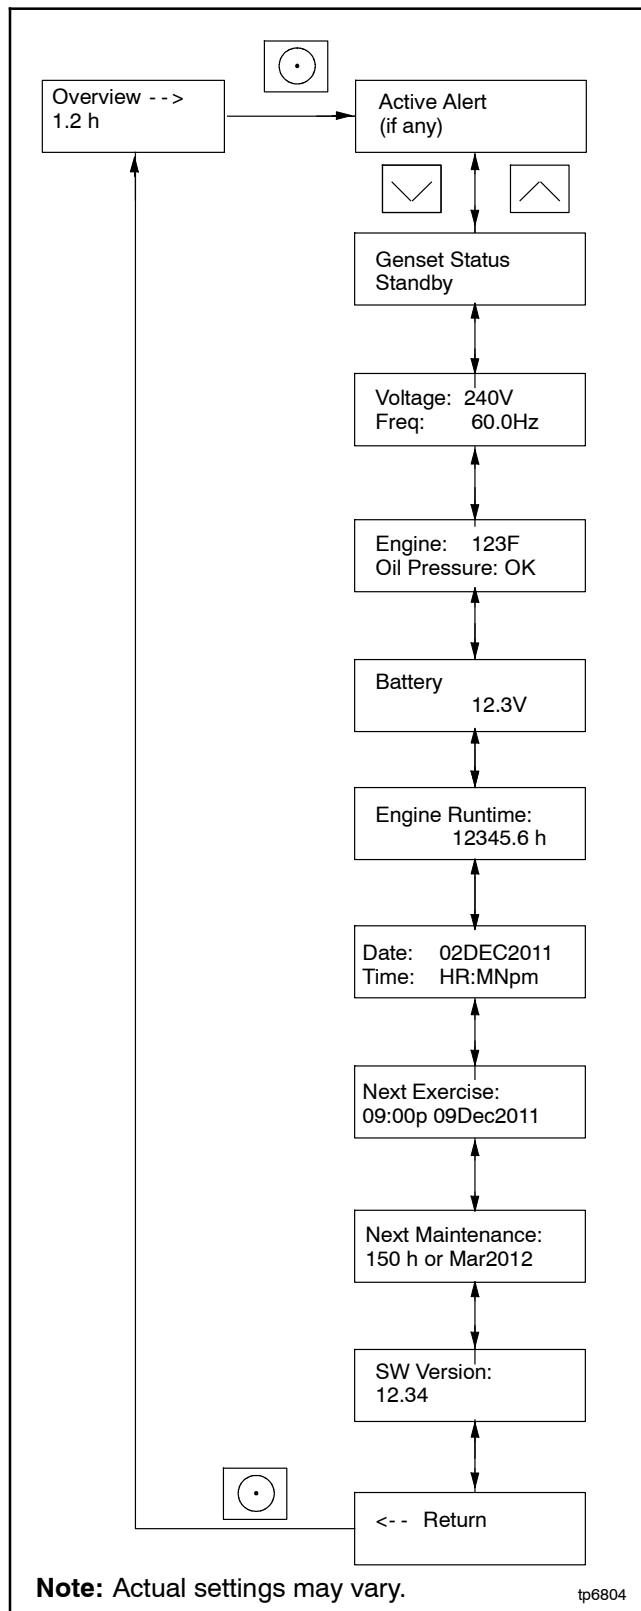 Overview - ->
1.2 h
Active Alert
(if any)
Genset Status
Standby
Voltage: 240V
Freq: 60.0Hz
Engine: 123F
Oil Pressure: OK
Battery
12.3V
Engine Runtime:
12345.6 h
Date: 02DEC2011
Time: HR:MNpm
Next Exercise:
09:00p 09Dec2011
Next Maintenance:
150 h or Mar2012
SW Version:
12.34
<- - Return
Note: Actual settings may vary.
tp6804